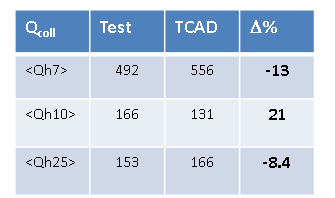 Qcoll Test TCAD Δ%
<Qh7> 492 556 -13
<Qh10> 166 131 21
<Qh25> 153 166 -8.4